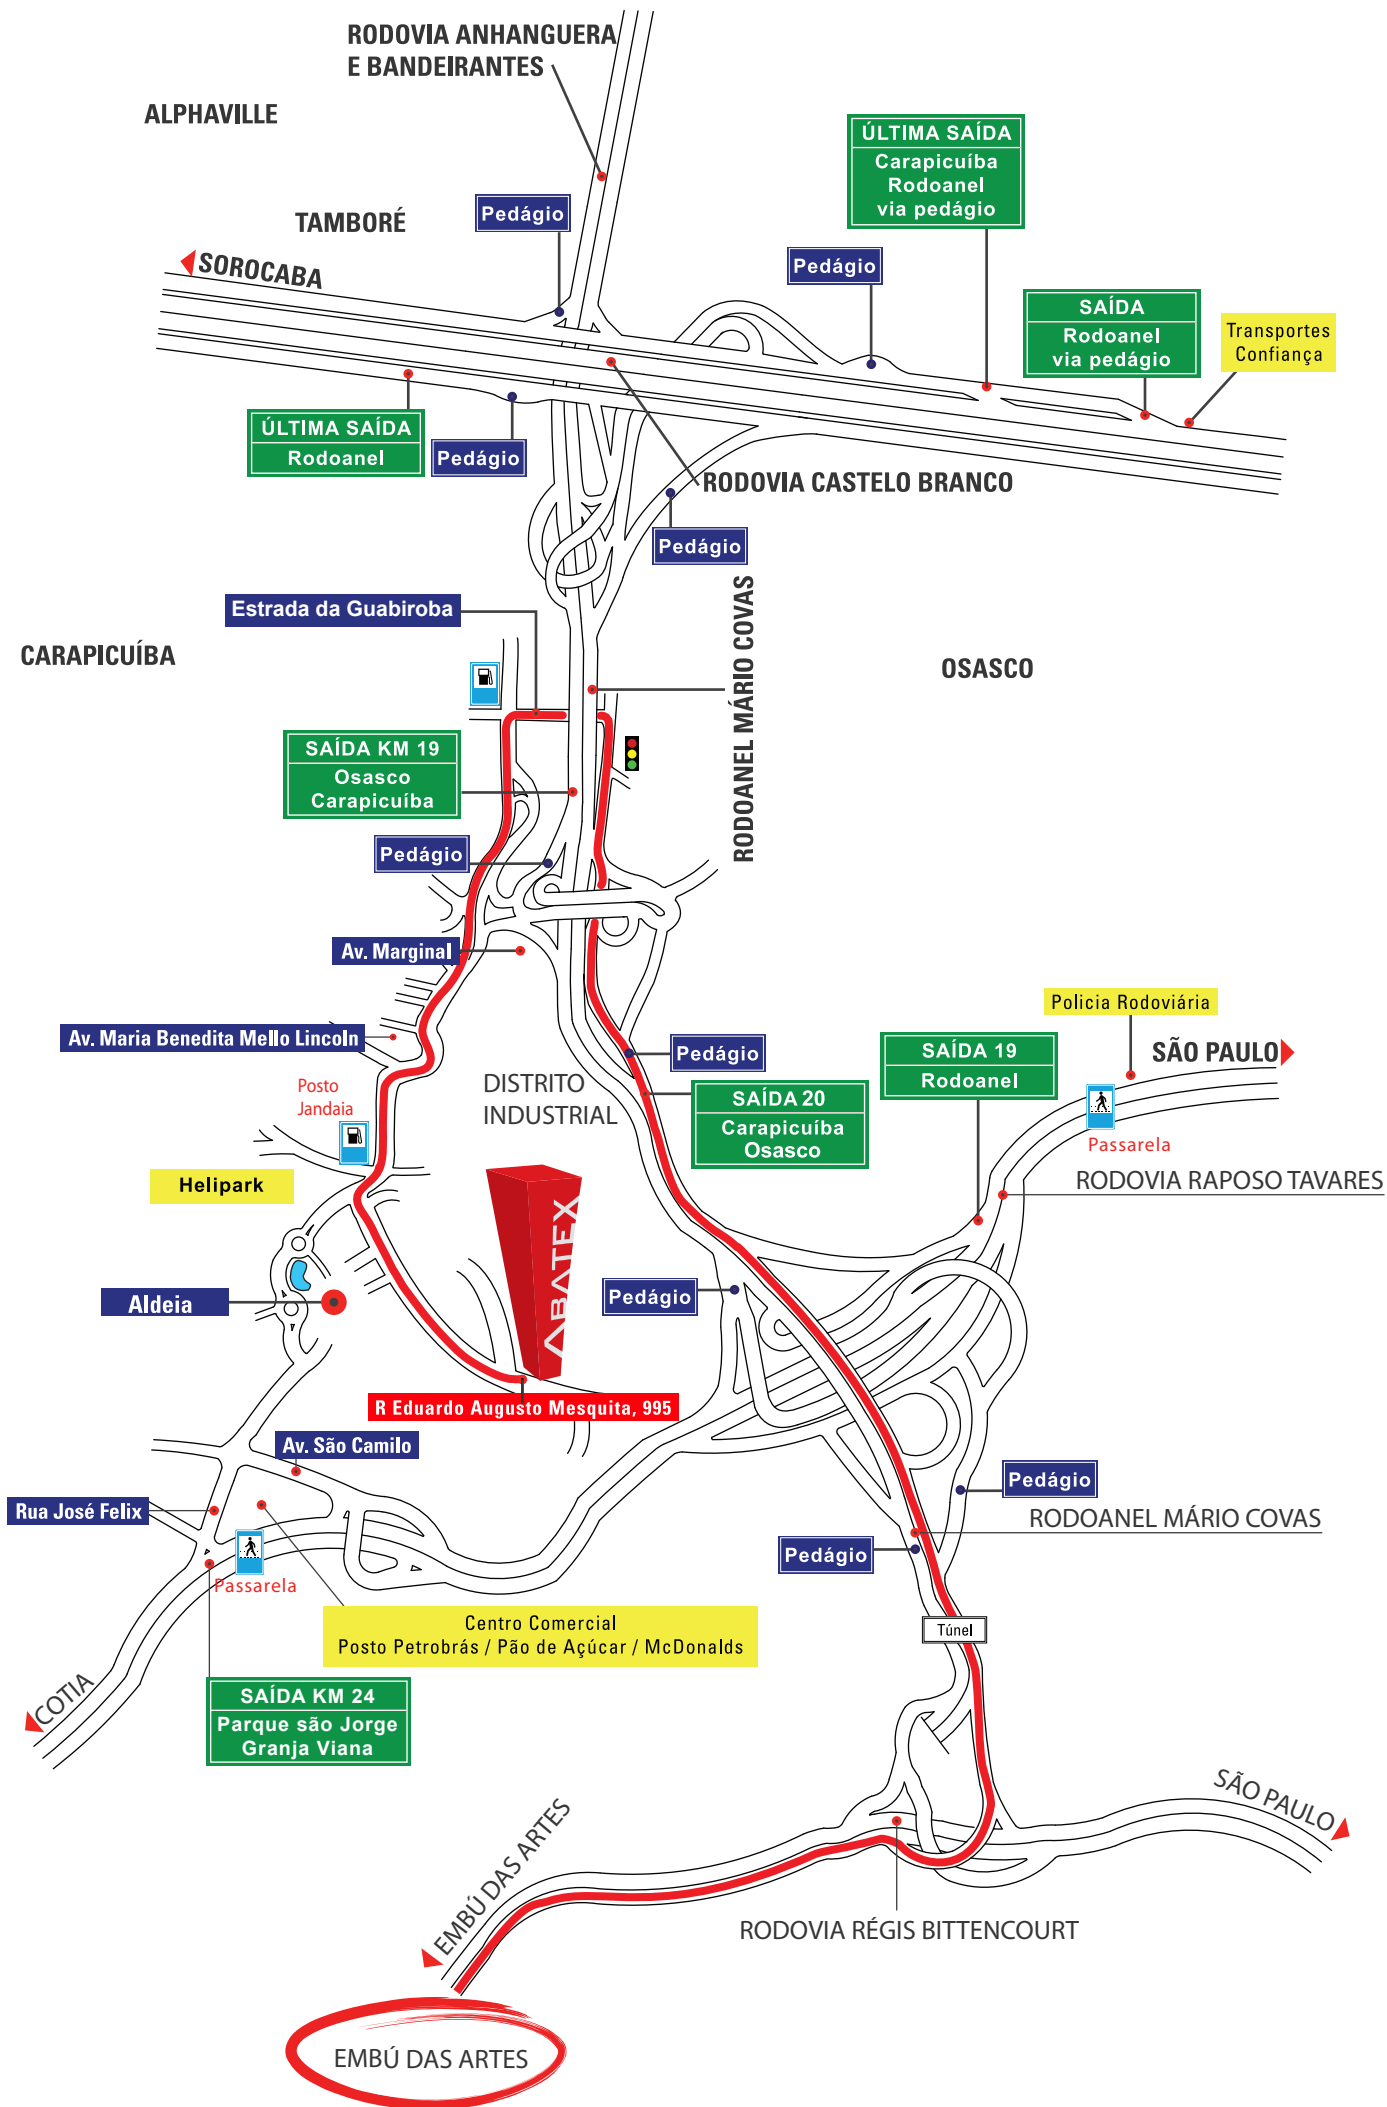 RODOVIA ANHANGUERA
E BANDEIRANTES
ALPHAVILLE
ÚLTIMA SAÍDA
Carapicuíba
Rodoanel
via pedágio
Pedágio
TAMBORÉ
SOROCABA
Pedágio
SAÍDA
Rodoanel
via pedágio
Transportes
Confiança
ÚLTIMA SAÍDA
Rodoanel
Pedágio
RODOVIA CASTELO BRANCO
Pedágio
Estrada da Guabiroba
RODOANEL MÁRIO COVAS
CARAPICUÍBA
OSASCO
SAÍDA KM 19
Osasco
Carapicuíba
Pedágio
Av. Marginal
Policia Rodoviária
Av. Maria Benedita Mello Lincoln
Pedágio
SAÍDA 19
Rodoanel
SÃO PAULO
Posto
Jandaia
DISTRITO
INDUSTRIAL
SAÍDA 20
Carapicuíba
Osasco
Passarela
Helipark
RODOVIA RAPOSO TAVARES
ABATEX
Aldeia
Pedágio
R Eduardo Augusto Mesquita, 995
Av. São Camilo
Pedágio
Rua José Felix
RODOANEL MÁRIO COVAS
Pedágio
Passarela
Centro Comercial
Posto Petrobrás / Pão de Açúcar / McDonalds
Túnel
COTIA
SAÍDA KM 24
Parque são Jorge
Granja Viana
SÃO PAULO
EMBÚ DAS ARTES
RODOVIA RÉGIS BITTENCOURT
EMBÚ DAS ARTES